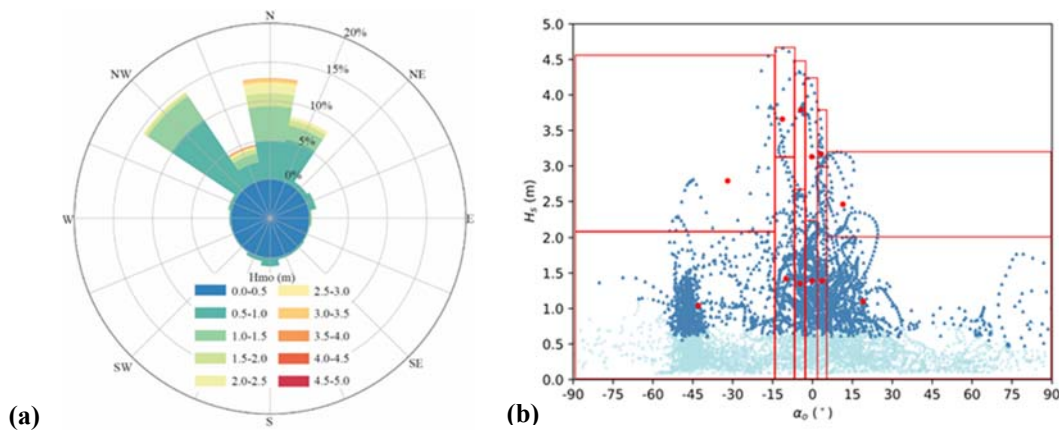 N
20%
NW
NE
15%
10%
5%
0%
W
E
Hmo (m)
0.0-0.5
2.5-3.0
0.5-1.0
3.0-3.5
1.0-1.5
3.5-4.0
1.5-2.0
4.0-4.5
2.0-2.5
4.5-5.0
SW
SE
S
(a)
5.0
4.5
4.0
3.5
3.0
2.5
2.0
1.5
1.0
0.5
0.0
Hs (m)
-90 -75 -60 -45 -30 -15 0 15 30 45 60 75 90
αo (°)
(b)